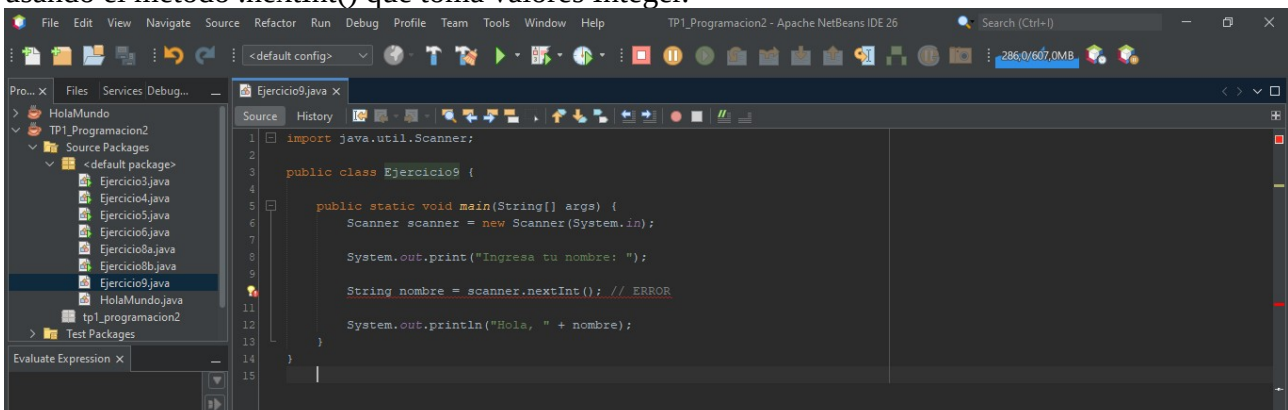 usando el método .nextInt() que toma valores Integer.
File Edit View Navigate Source Refactor Run Debug Profile Team Tools Window Help TP1_Programacion2 - Apache NetBeans IDE 26 Search (Ctrl+I)
<default config> 286,0/607,0MB
Pro... Files Services Debug... Ejercicio9.java
HolaMundo
TP1_Programacion2
Source Packages
<default package>
Ejercicio3.java
Ejercicio4.java
Ejercicio5.java
Ejercicio6.java
Ejercicio8a.java
Ejercicio8b.java
Ejercicio9.java
HolaMundo.java
tp1_programacion2
Test Packages
Evaluate Expression
Source History
1 import java.util.Scanner;
2
3 public class Ejercicio9 {
4
5 public static void main(String[] args) {
6 Scanner scanner = new Scanner(System.in);
7
8 System.out.print("Ingresa tu nombre: ");
9
String nombre = scanner.nextInt(); // ERROR
11
12 System.out.println("Hola, " + nombre);
13 }
14 }
15